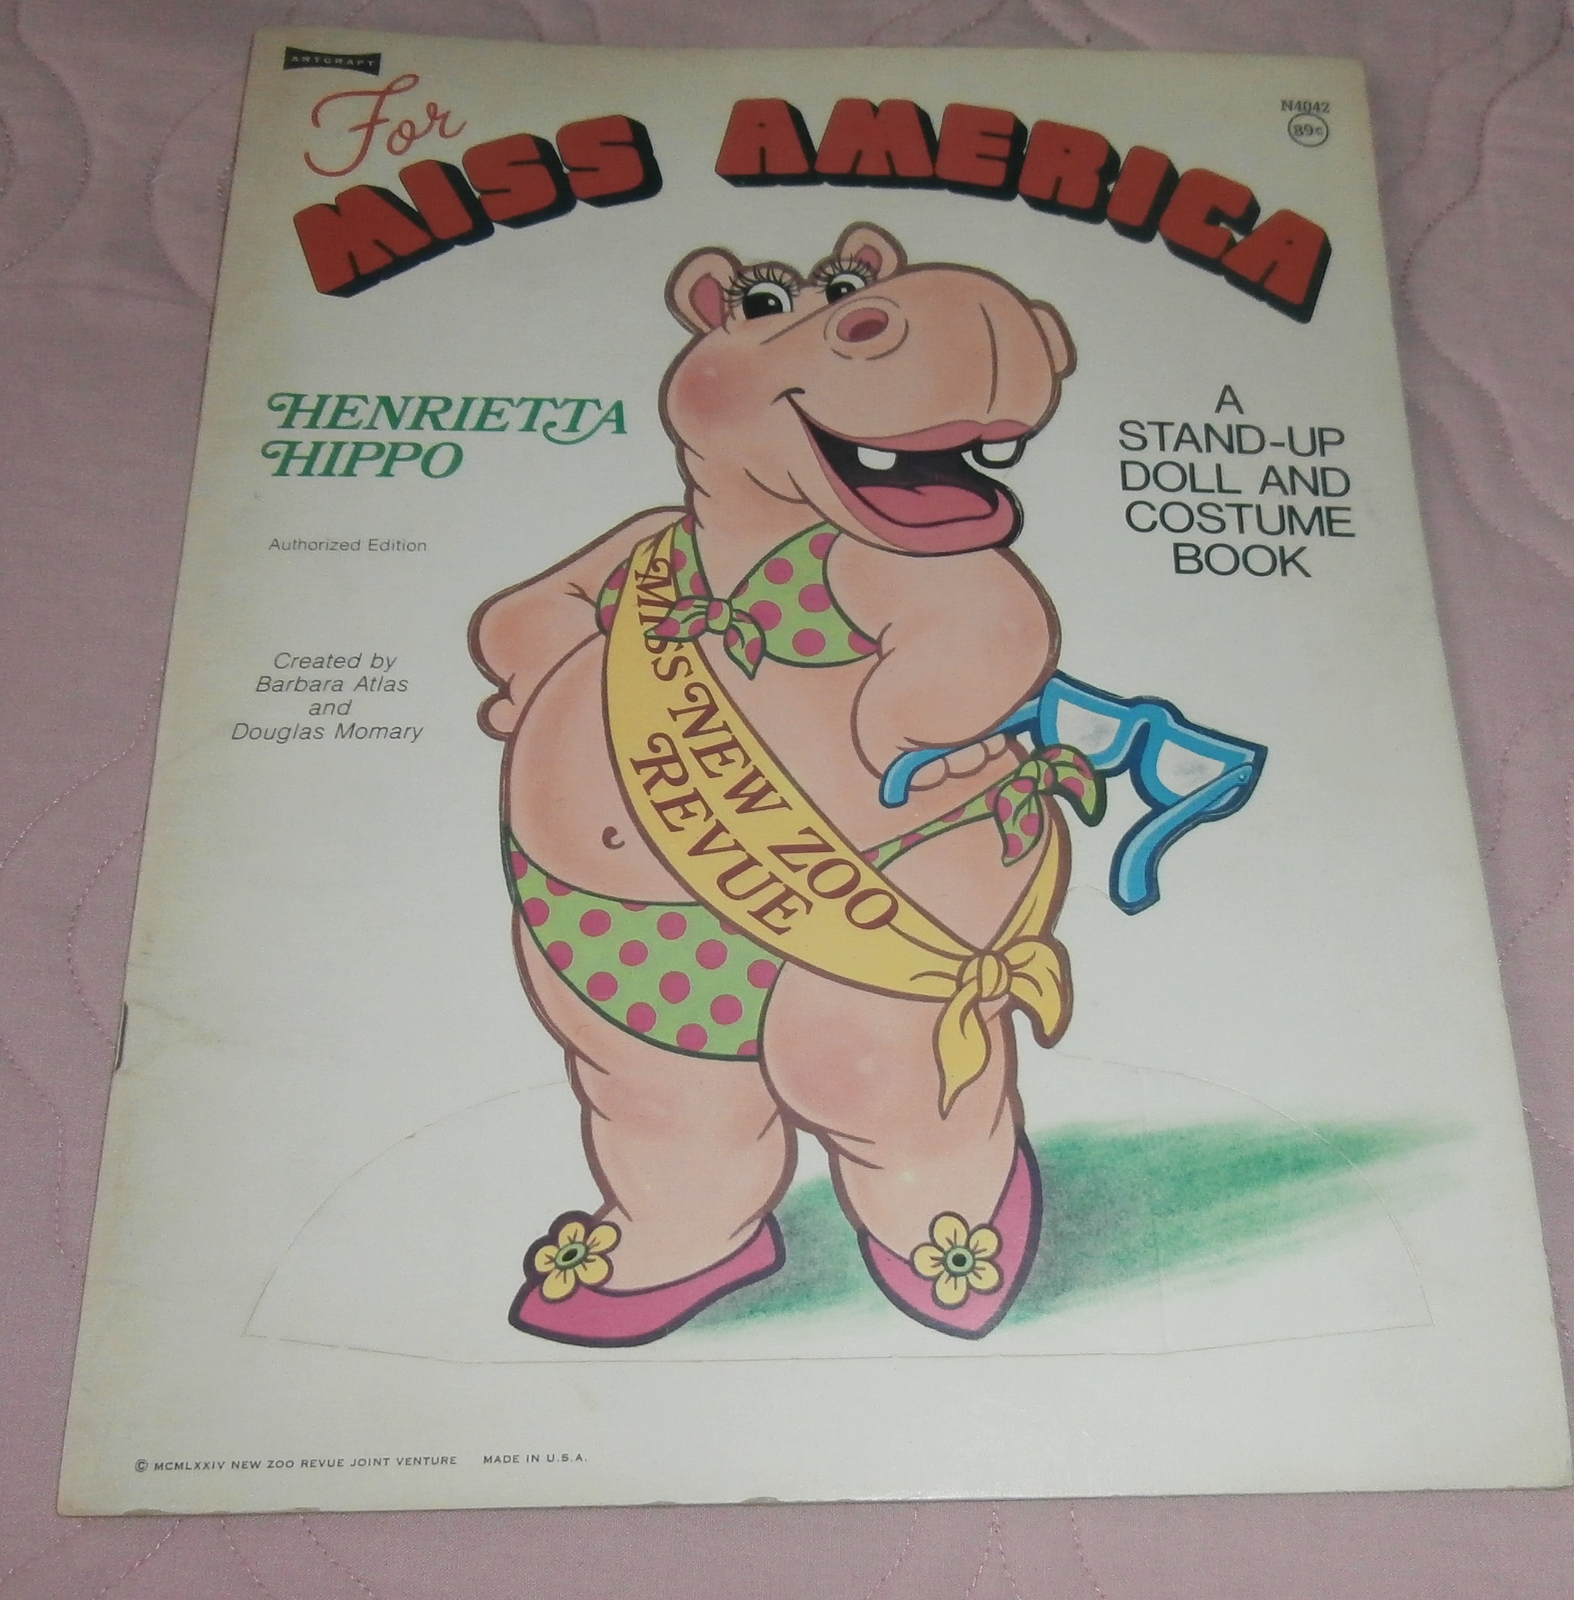 ARTCRAFT
For
MISS AMERICA
N4042
89¢
HENRIETTA
HIPPO
A
STAND-UP
DOLL AND
COSTUME
BOOK
Authorized Edition
Created by
Barbara Atlas
and
Douglas Momary
MISS NEW ZOO
REVUE
© MCMLXXIV NEW ZOO REVUE JOINT VENTURE MADE IN U.S.A.